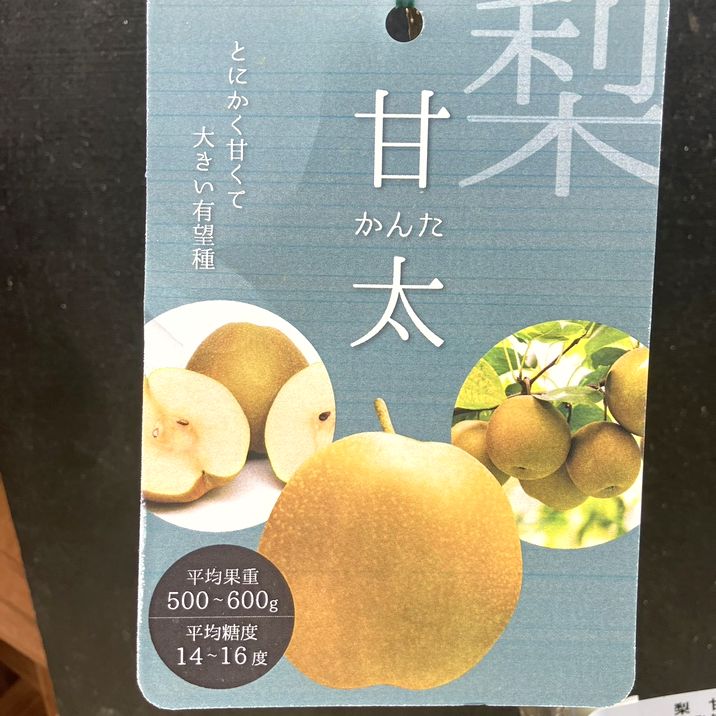 梨
甘太
かんた
とにかく甘くて
大きい有望種
平均果重
500~600g
平均糖度
14~16度
梨